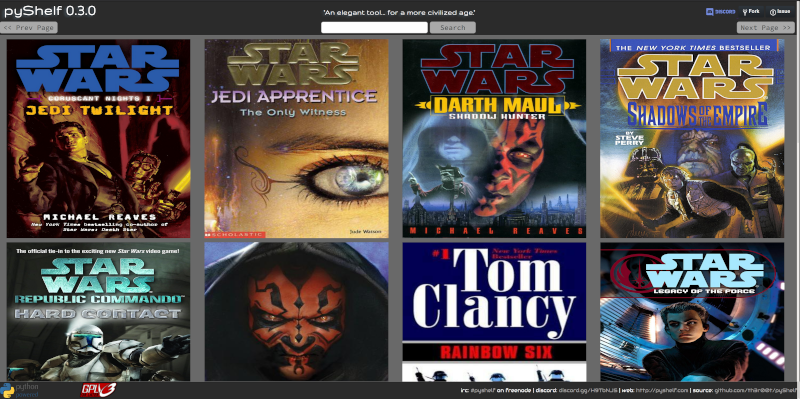 pyShelf 0.3.0
"An elegant tool... for a more civilized age."
DISCORD
Fork
Issue
<< Prev Page
Search
Next Page >>
STAR WARS
CORUSCANT NIGHTS I
JEDI TWILIGHT
MICHAEL REAVES
New York Times bestselling co-author of
Star Wars: Death Star
STAR WARS
JEDI APPRENTICE
The Only Witness
SCHOLASTIC
Jude Watson
STAR WARS
DARTH MAUL
SHADOW HUNTER
MICHAEL REAVES
THE NEW YORK TIMES BESTSELLER
STAR WARS
SHADOWS OF THE EMPIRE
BY
STEVE
PERRY
The official tie-in to the exciting new Star Wars video game!
STAR WARS
REPUBLIC COMMANDO
HARD CONTACT
#1 New York Times
Bestseller
Tom
Clancy
RAINBOW SIX
STAR WARS
LEGACY OF THE FORCE
python
powered
GPLv3
irc: #pyshelf on freenode | discord: discord.gg/H9TbNJS | web: http://pyshelf.com | source: github.com/th3r00t/pyShelf